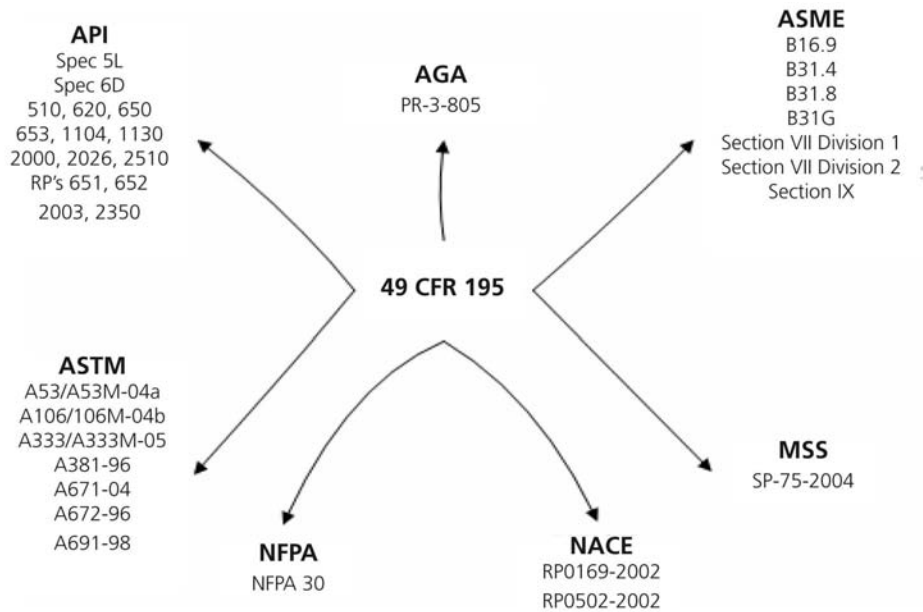 API
Spec 5L
Spec 6D
510, 620, 650
653, 1104, 1130
2000, 2026, 2510
RP's 651, 652
2003, 2350
AGA
PR-3-805
ASME
B16.9
B31.4
B31.8
B31G
Section VII Division 1
Section VII Division 2
Section IX
49 CFR 195
ASTM
A53/A53M-04a
A106/106M-04b
A333/A333M-05
A381-96
A671-04
A672-96
A691-98
NFPA
NFPA 30
NACE
RP0169-2002
RP0502-2002
MSS
SP-75-2004